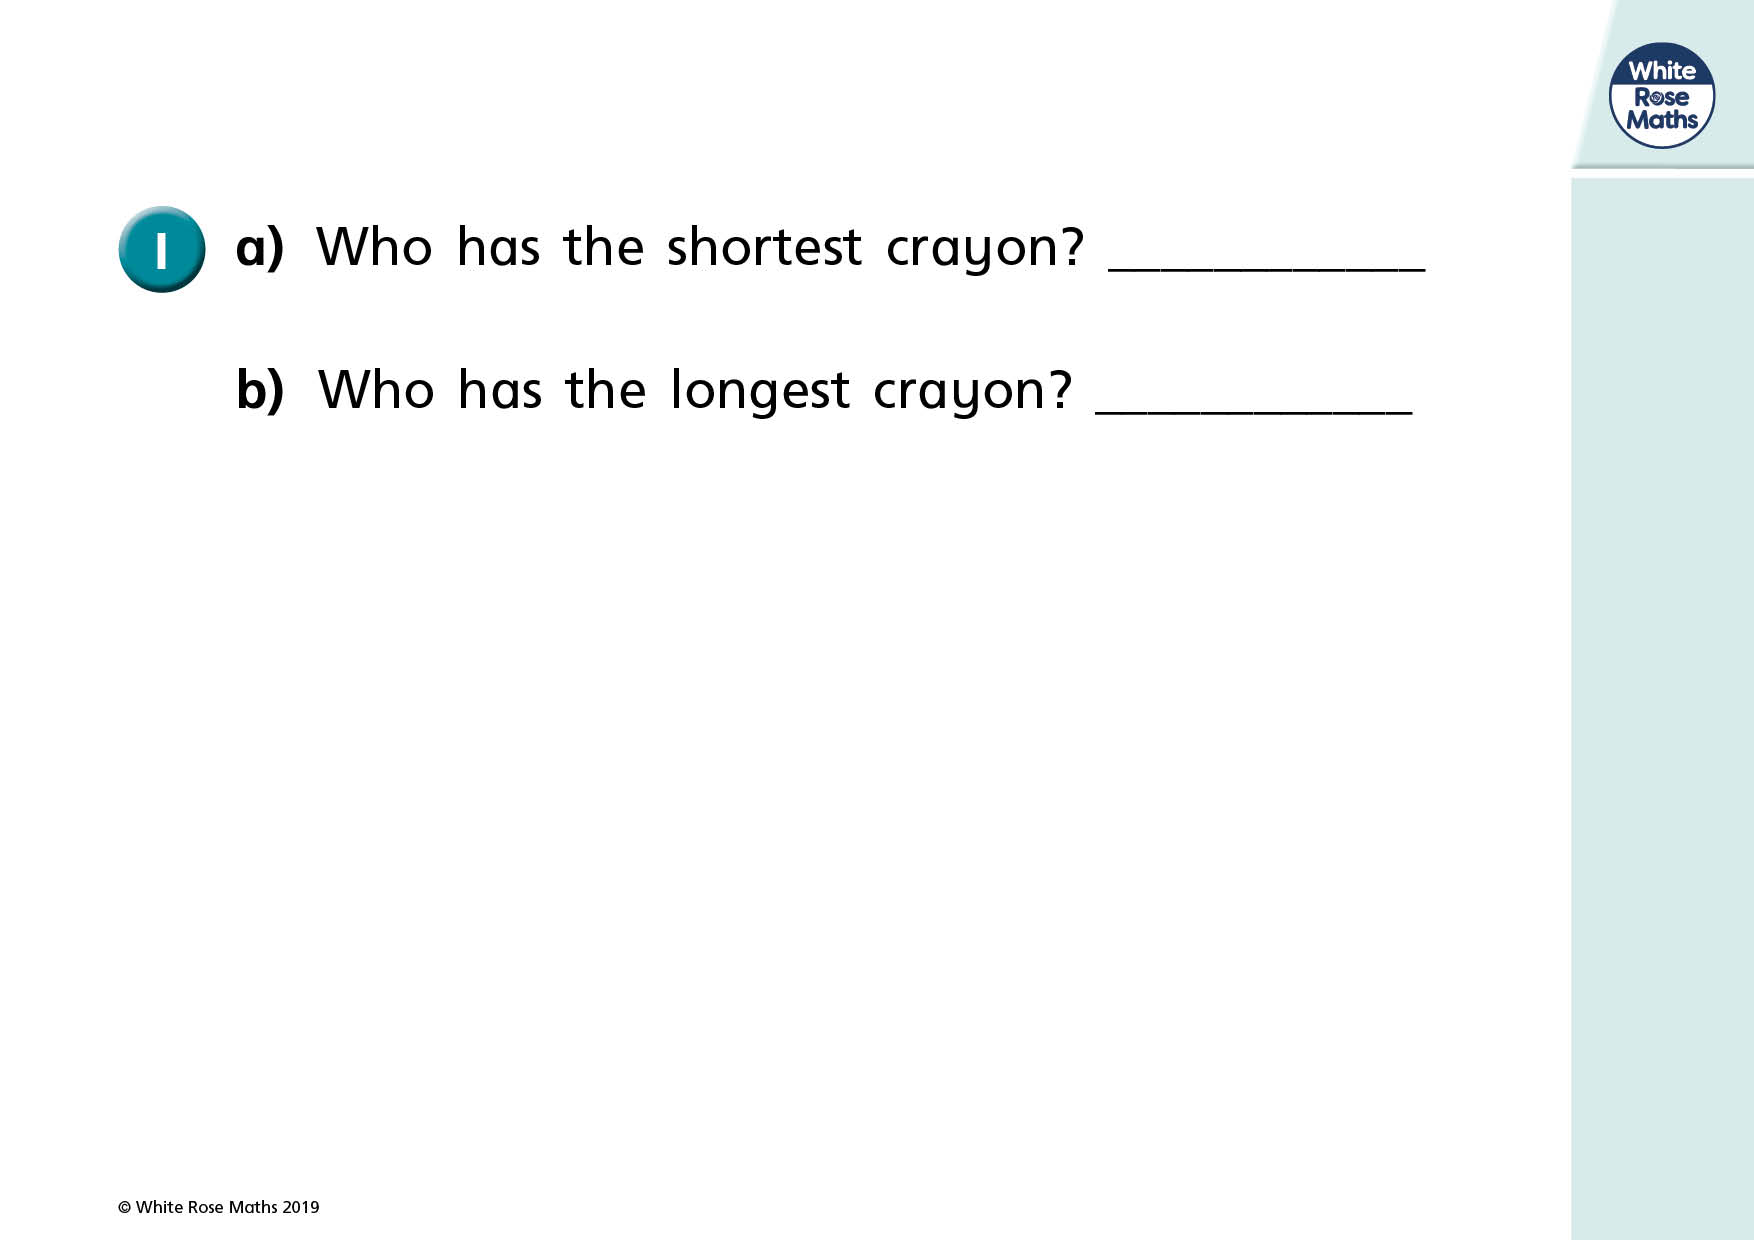 White
Rose
Maths
1 a) Who has the shortest crayon? ____________
b) Who has the longest crayon? ____________
© White Rose Maths 2019